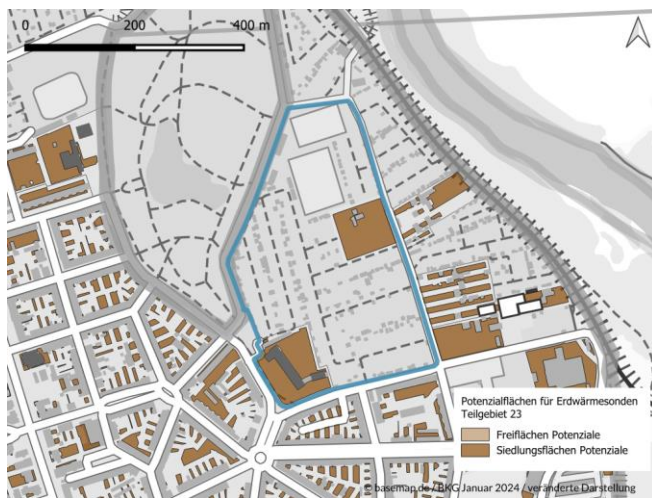 0 200 400 m
Potenzialflächen für Erdwärmesonden
Teilgebiet 23
Freiflächen Potenziale
Siedlungsflächen Potenziale
© basemap.de / BKG Januar 2024 / veränderte Darstellung